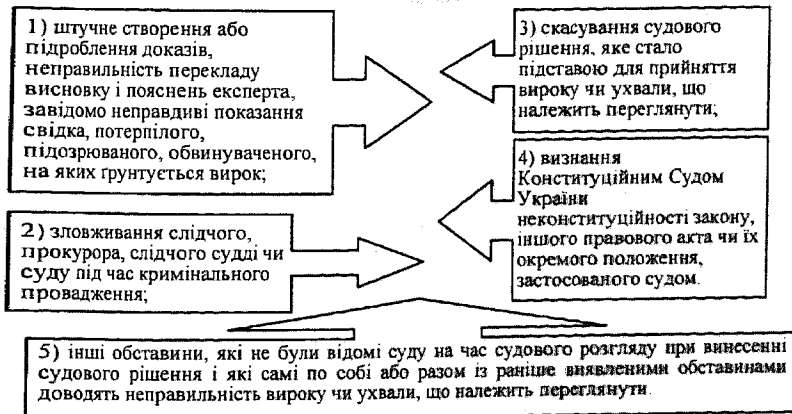 1) штучне створення або
підроблення доказів,
неправильність перекладу
висновку і пояснень експерта,
завідомо неправдиві показання
свідка, потерпілого,
підозрюваного, обвинуваченого,
на яких ґрунтується вирок;
2) зловживання слідчого,
прокурора, слідчого судді чи
суду під час кримінального
провадження;
3) скасування судового
рішення, яке стало
підставою для прийняття
вироку чи ухвали, що
належить переглянути;
4) визнання
Конституційним Судом
України
неконституційності закону,
іншого правового акта чи їх
окремого положення,
застосованого судом.
5) інші обставини, які не були відомі суду на час судового розгляду при винесенні
судового рішення і які самі по собі або разом із раніше виявленими обставинами
доводять неправильність вироку чи ухвали, що належить переглянути.